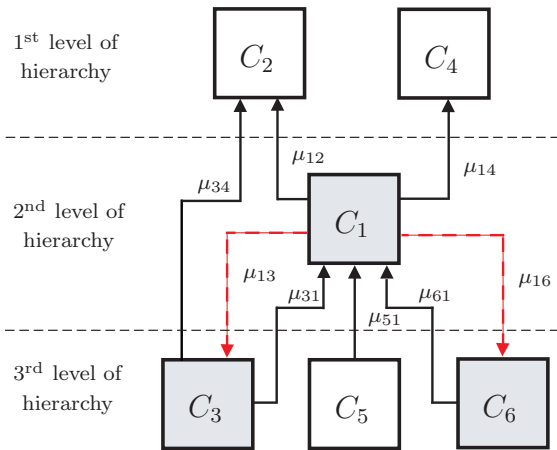 1st level of
hierarchy
C2
C4
μ12
μ34
μ14
2nd level of
hierarchy
C1
μ13
μ31
μ61
μ16
μ51
3rd level of
hierarchy
C3
C5
C6